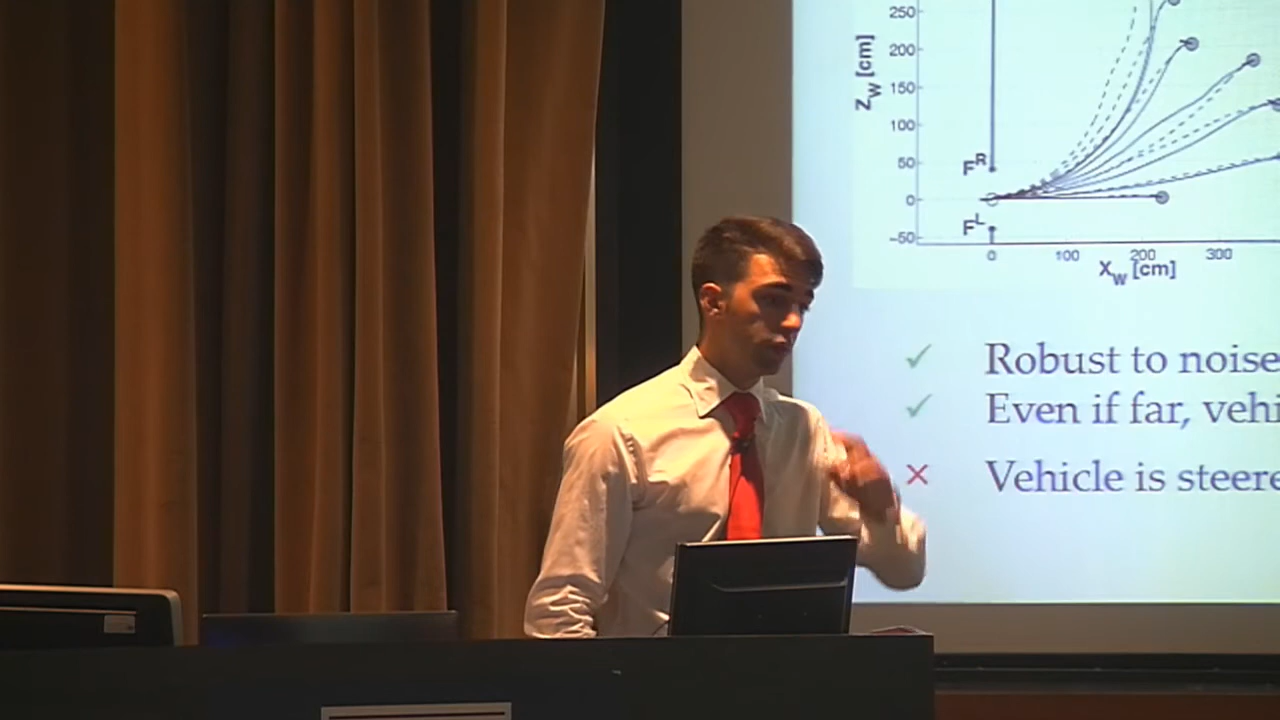 250
200
150
100
50
0
-50
Z_W [cm]
F^R
F^L
0 100 200 300
X_W [cm]
✓ Robust to noise
✓ Even if far, vehi
✕ Vehicle is steere